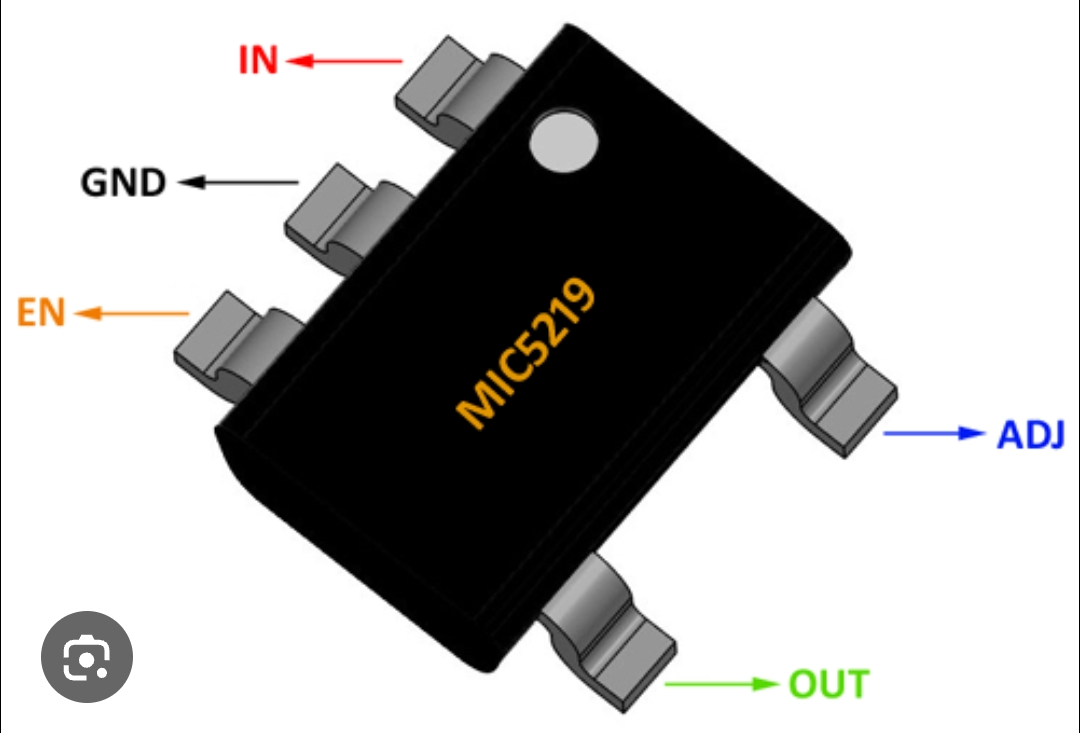 IN
GND
EN
MIC5219
ADJ
OUT